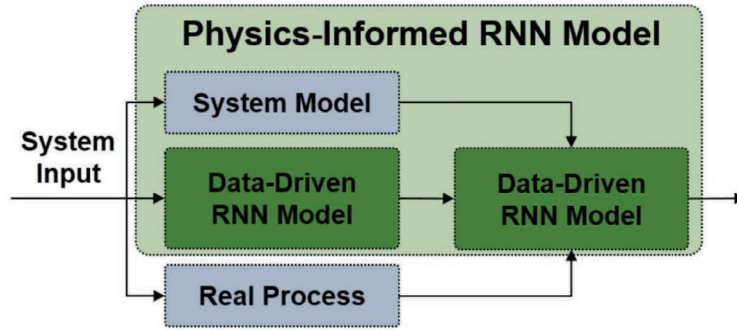 Physics-Informed RNN Model
System Model
System
Input
Data-Driven
RNN Model
Data-Driven
RNN Model
Real Process